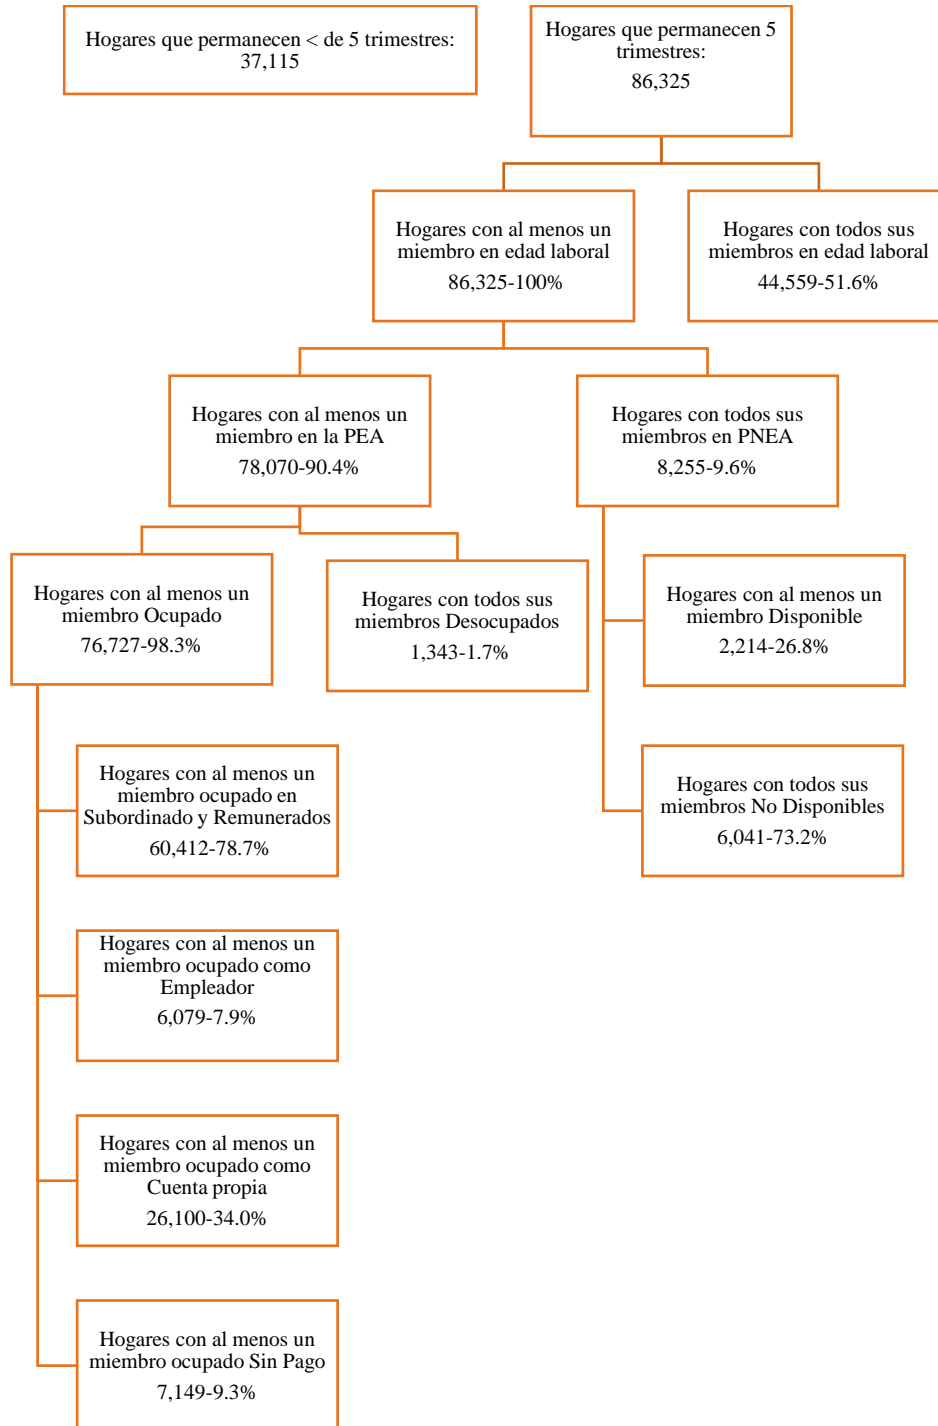 Hogares que permanecen < de 5 trimestres:
37,115
Hogares que permanecen 5
trimestres:
86,325
Hogares con al menos un
miembro en edad laboral
86,325-100%
Hogares con todos sus
miembros en edad laboral
44,559-51.6%
Hogares con al menos un
miembro en la PEA
78,070-90.4%
Hogares con todos sus
miembros en PNEA
8,255-9.6%
Hogares con al menos un
miembro Ocupado
76,727-98.3%
Hogares con todos sus
miembros Desocupados
1,343-1.7%
Hogares con al menos un
miembro Disponible
2,214-26.8%
Hogares con al menos un
miembro ocupado en
Subordinado y Remunerados
60,412-78.7%
Hogares con todos sus
miembros No Disponibles
6,041-73.2%
Hogares con al menos un
miembro ocupado como
Empleador
6,079-7.9%
Hogares con al menos un
miembro ocupado como
Cuenta propia
26,100-34.0%
Hogares con al menos un
miembro ocupado Sin Pago
7,149-9.3%